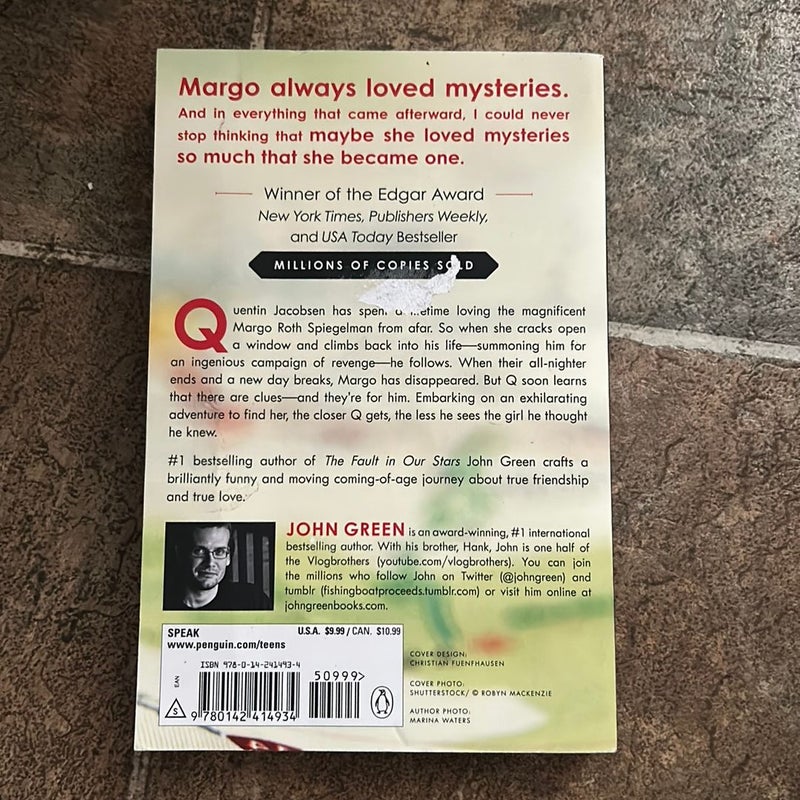 Margo always loved mysteries.
And in everything that came afterward, I could never
stop thinking that maybe she loved mysteries
so much that she became one.
Winner of the Edgar Award
New York Times, Publishers Weekly,
and USA Today Bestseller
MILLIONS OF COPIES SOLD
Quentin Jacobsen has spent a lifetime loving the magnificent
Margo Roth Spiegelman from afar. So when she cracks open
a window and climbs back into his life—summoning him for
an ingenious campaign of revenge—he follows. When their all-nighter
ends and a new day breaks, Margo has disappeared. But Q soon learns
that there are clues—and they're for him. Embarking on an exhilarating
adventure to find her, the closer Q gets, the less he sees the girl he thought
he knew.
#1 bestselling author of The Fault in Our Stars John Green crafts a
brilliantly funny and moving coming-of-age journey about true friendship
and true love.
JOHN GREEN is an award-winning, #1 international
bestselling author. With his brother, Hank, John is one half of
the Vlogbrothers (youtube.com/vlogbrothers). You can join
the millions who follow John on Twitter (@johngreen) and
tumblr (fishingboatproceeds.tumblr.com) or visit him online at
johngreenbooks.com.
SPEAK
U.S.A. $9.99 / CAN. $10.99
www.penguin.com/teens
ISBN 978-0-14-241493-4
50999>
EAN
S
9 780142 414934
COVER DESIGN:
CHRISTIAN FUENFHAUSEN
COVER PHOTO:
SHUTTERSTOCK/ © ROBYN MACKENZIE
AUTHOR PHOTO:
MARINA WATERS